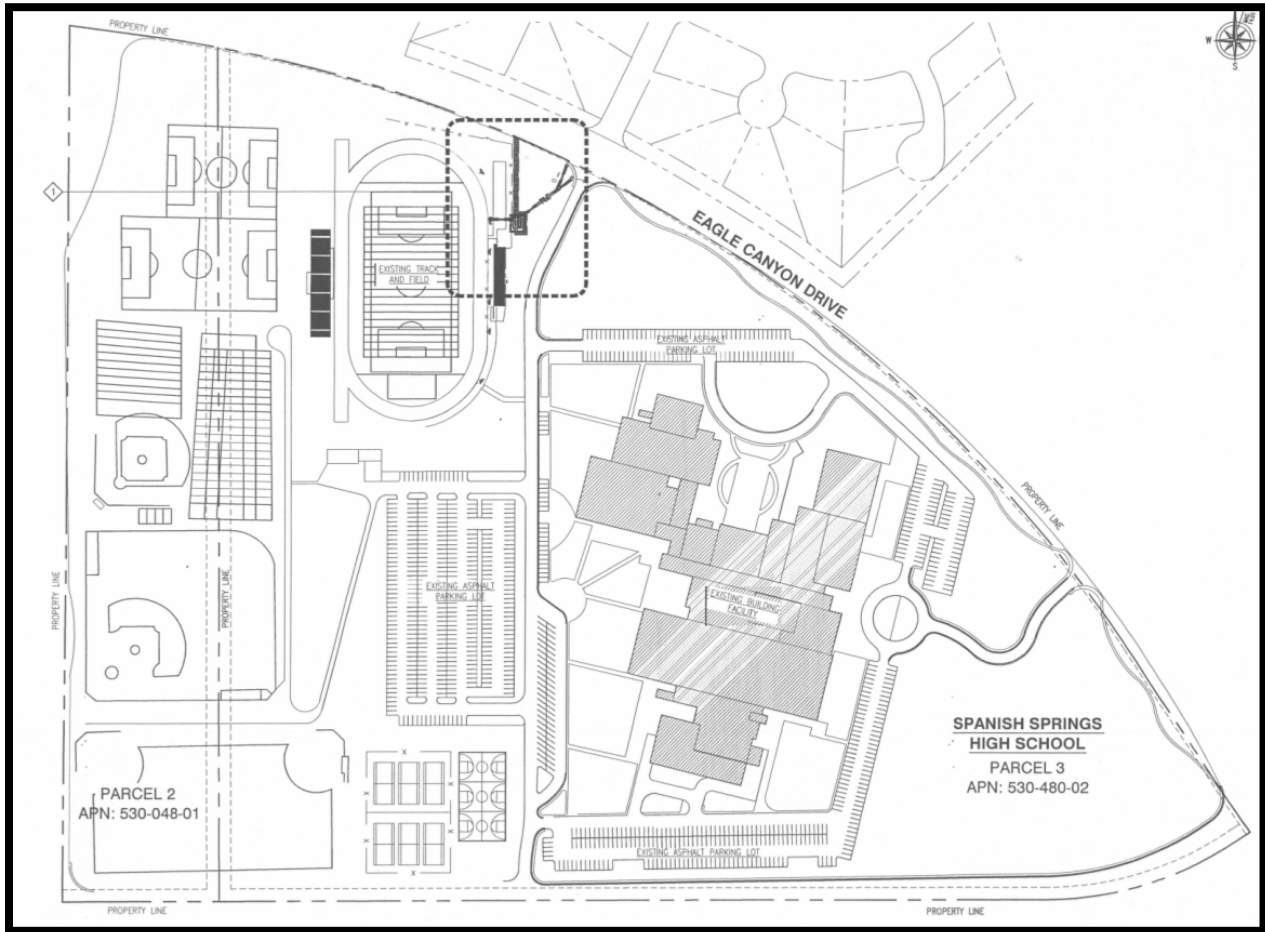 PROPERTY LINE
W
S
1
EAGLE CANYON DRIVE
EXISTING TRACK
AND FIELD
EXISTING ASPHALT
PARKING LOT
PROPERTY LINE
EXISTING ASPHALT
PARKING LOT
EXISTING BUILDING
FACILITY
PROPERTY LINE
PROPERTY LINE
SPANISH SPRINGS
HIGH SCHOOL
PARCEL 3
APN: 530-480-02
PARCEL 2
APN: 530-048-01
EXISTING ASPHALT PARKING LOT
PROPERTY LINE
PROPERTY LINE